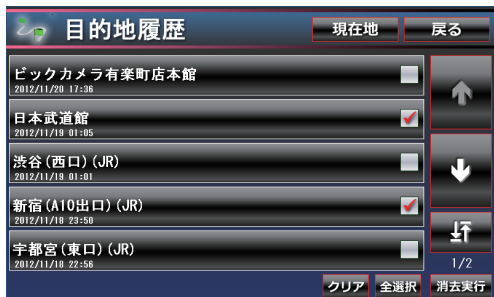 目的地履歴
現在地
戻る
ビックカメラ有楽町店本館
2012/11/20 17:36
日本武道館
2012/11/19 01:05
渋谷(西口)(JR)
2012/11/19 01:01
新宿(A10出口)(JR)
2012/11/18 23:50
宇都宮(東口)(JR)
2012/11/18 22:56
1/2
クリア
全選択
消去実行